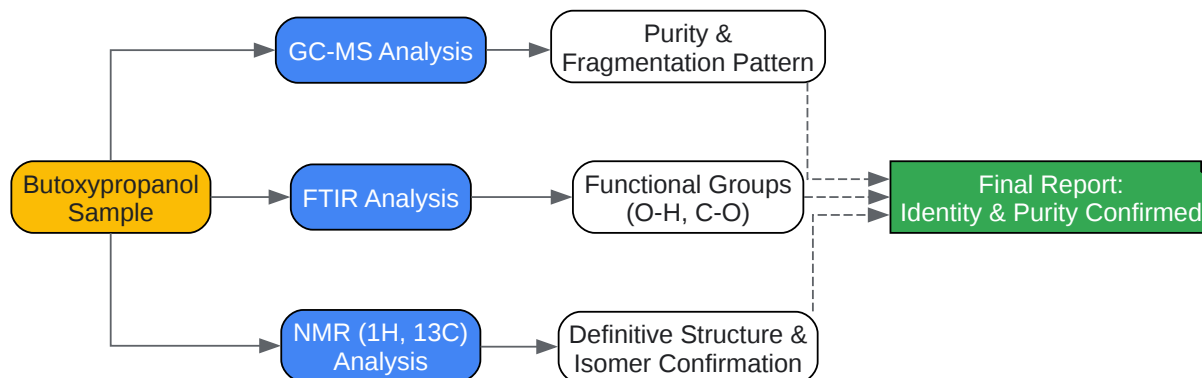 GC-MS Analysis
Purity &
Fragmentation Pattern
Butoxypropanol
Sample
FTIR Analysis
Functional Groups
(O-H, C-O)
Final Report:
Identity & Purity Confirmed
NMR (1H, 13C)
Analysis
Definitive Structure &
Isomer Confirmation